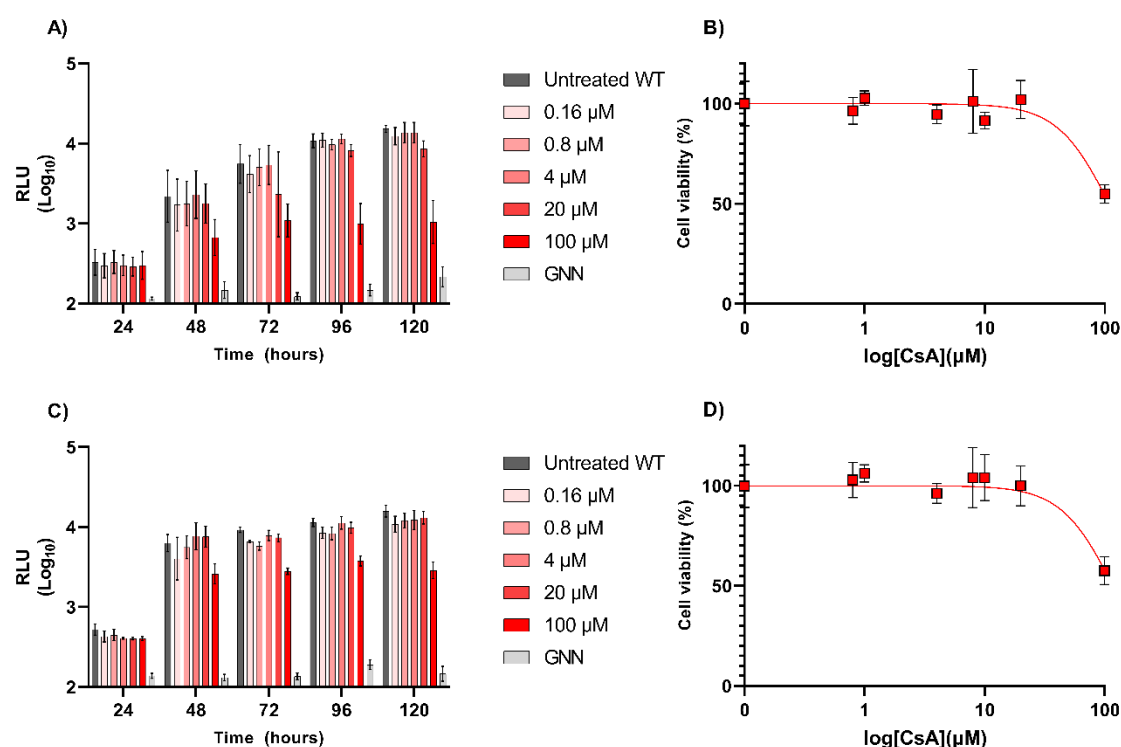 A)
5
4
3
2
RLU
(Log10)
24 48 72 96 120
Time (hours)
Untreated WT
0.16 µM
0.8 µM
4 µM
20 µM
100 µM
GNN
B)
100
50
0
Cell viability (%)
0 1 10 100
log[CsA](µM)
C)
5
4
3
2
RLU
(Log10)
24 48 72 96 120
Time (hours)
Untreated WT
0.16 µM
0.8 µM
4 µM
20 µM
100 µM
GNN
D)
100
50
0
Cell viability (%)
0 1 10 100
log[CsA](µM)